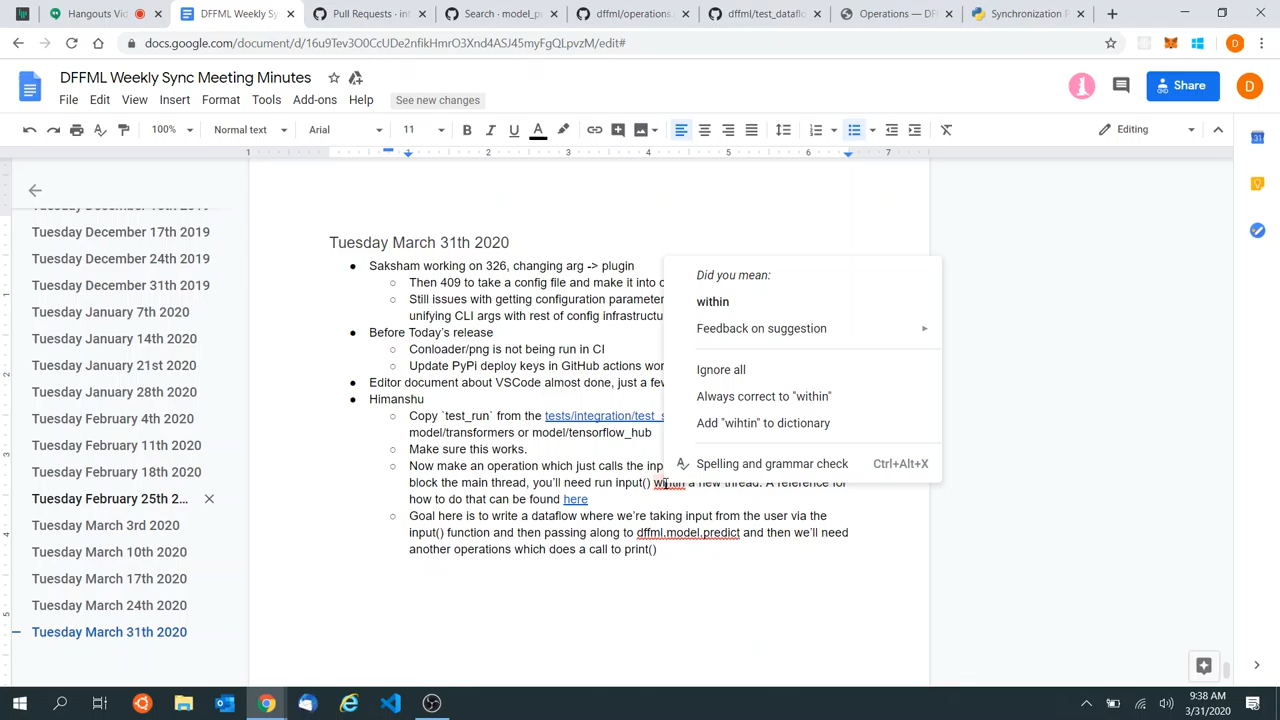 Hangouts Vid
DFFML Weekly Sy
Pull Requests · int
Search · model_pr
dffml/operations.p
dffml/test_dataflo
Operations — DF
Synchronization P
docs.google.com/document/d/16u9Tev3O0CcUDe2nfikHmrO3Xnd4ASJ45myFgQLpvzM/edit#
DFFML Weekly Sync Meeting Minutes
Share
File Edit View Insert Format Tools Add-ons Help See new changes
100% Normal text Arial 11 B I U A Editing
1 1 2 3 4 5 6 7
Tuesday December 17th 2019
Tuesday December 24th 2019
Tuesday December 31th 2019
Tuesday January 7th 2020
Tuesday January 14th 2020
Tuesday January 21st 2020
Tuesday January 28th 2020
Tuesday February 4th 2020
Tuesday February 11th 2020
Tuesday February 18th 2020
Tuesday February 25th 2...
Tuesday March 3rd 2020
Tuesday March 10th 2020
Tuesday March 17th 2020
Tuesday March 24th 2020
Tuesday March 31th 2020
Tuesday March 31th 2020
● Saksham working on 326, changing arg -> plugin
○ Then 409 to take a config file and make it into
○ Still issues with getting configuration parameter
unifying CLI args with rest of config infrastructu
● Before Today's release
○ Conloader/png is not being run in CI
○ Update PyPi deploy keys in GitHub actions wor
● Editor document about VSCode almost done, just a few
● Himanshu
○ Copy `test_run` from the tests/integration/test_s
model/transformers or model/tensorflow_hub
○ Make sure this works.
○ Now make an operation which just calls the inp
block the main thread, you'll need run input() wihtin a new thread. A reference for
how to do that can be found here
○ Goal here is to write a dataflow where we're taking input from the user via the
input() function and then passing along to dffml.model.predict and then we'll need
another operations which does a call to print()
Did you mean:
within
Feedback on suggestion
Ignore all
Always correct to "within"
Add "wihtin" to dictionary
Spelling and grammar check Ctrl+Alt+X
9:38 AM
3/31/2020